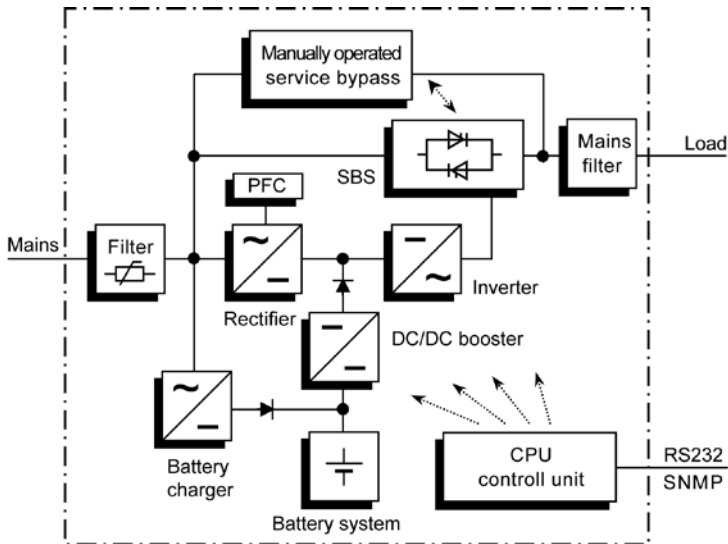 Manually operated
service bypass
SBS
Mains
filter
Load
PFC
Mains
Filter
Rectifier
Inverter
DC/DC booster
Battery
charger
Battery system
CPU
controll unit
RS232
SNMP